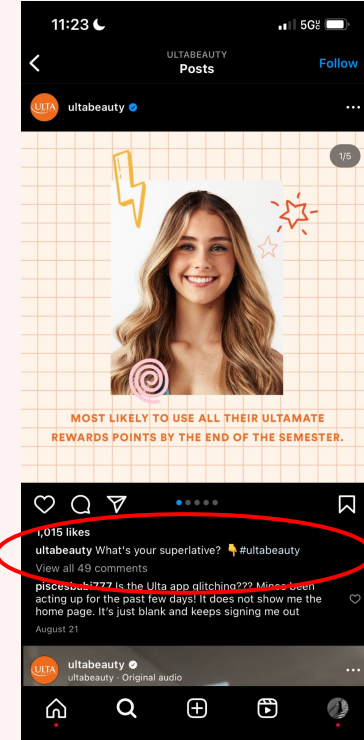 11:23
5G
ULTABEAUTY
Posts
Follow
ULTA
ultabeauty
1/5
MOST LIKELY TO USE ALL THEIR ULTAMATE
REWARDS POINTS BY THE END OF THE SEMESTER.
1,015 likes
ultabeauty What's your superlative? 👇 #ultabeauty
View all 49 comments
piscesbabi777 Is the Ulta app glitching??? Mines been
acting up for the past few days! It does not show me the
home page. It's just blank and keeps signing me out
August 21
ULTA
ultabeauty
ultabeauty · Original audio